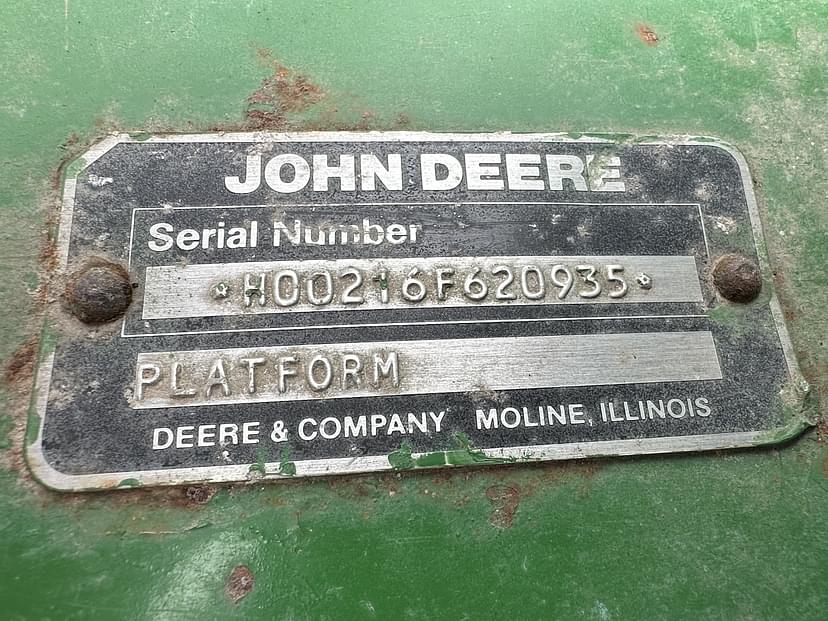 JOHN DEERE
Serial Number
*H00216F620935*
PLATFORM
DEERE & COMPANY MOLINE, ILLINOIS